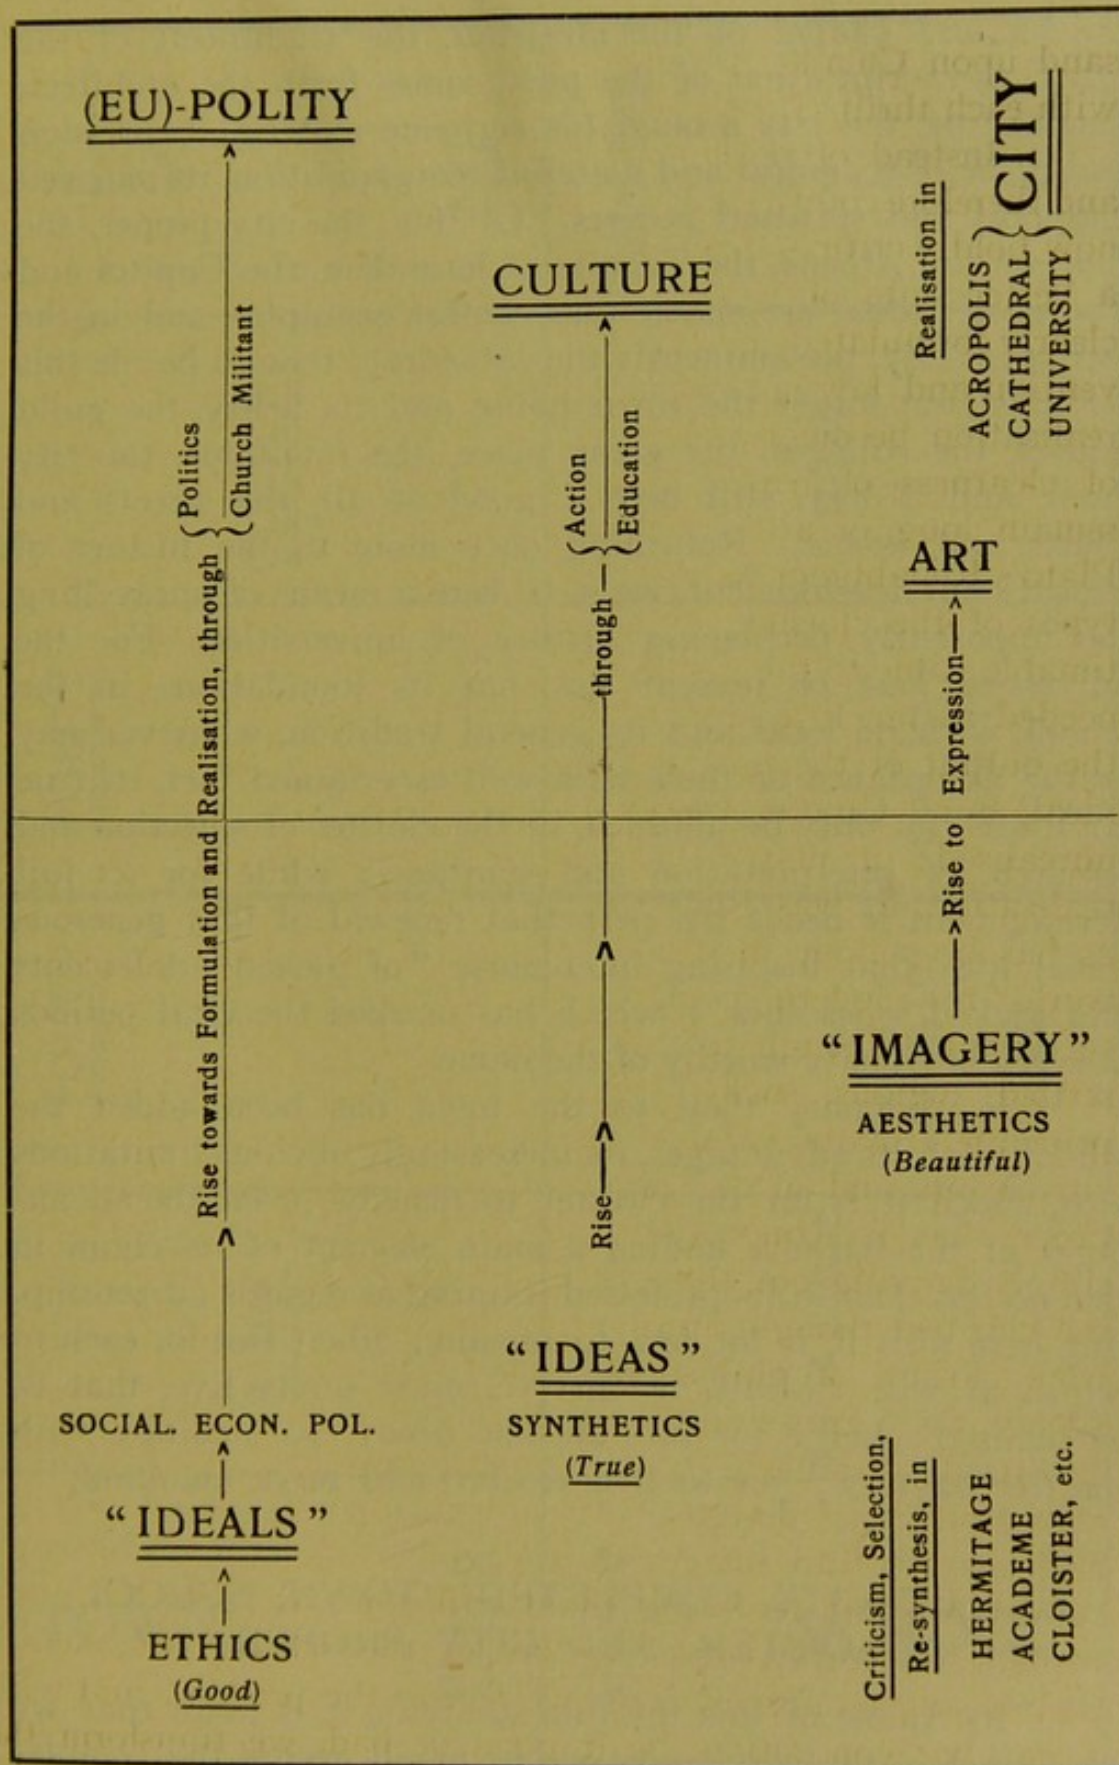 (EU)-POLITY
Politics
Church Militant
Rise towards Formulation and Realisation, through
SOCIAL. ECON. POL.
“IDEALS”
ETHICS
(Good)
CULTURE
Action
Education
through
Rise
“IDEAS”
SYNTHETICS
(True)
Realisation in
ACROPOLIS
CATHEDRAL
UNIVERSITY
CITY
ART
Rise to Expression
“IMAGERY”
AESTHETICS
(Beautiful)
Criticism, Selection,
Re-synthesis, in
HERMITAGE
ACADEME
CLOISTER, etc.